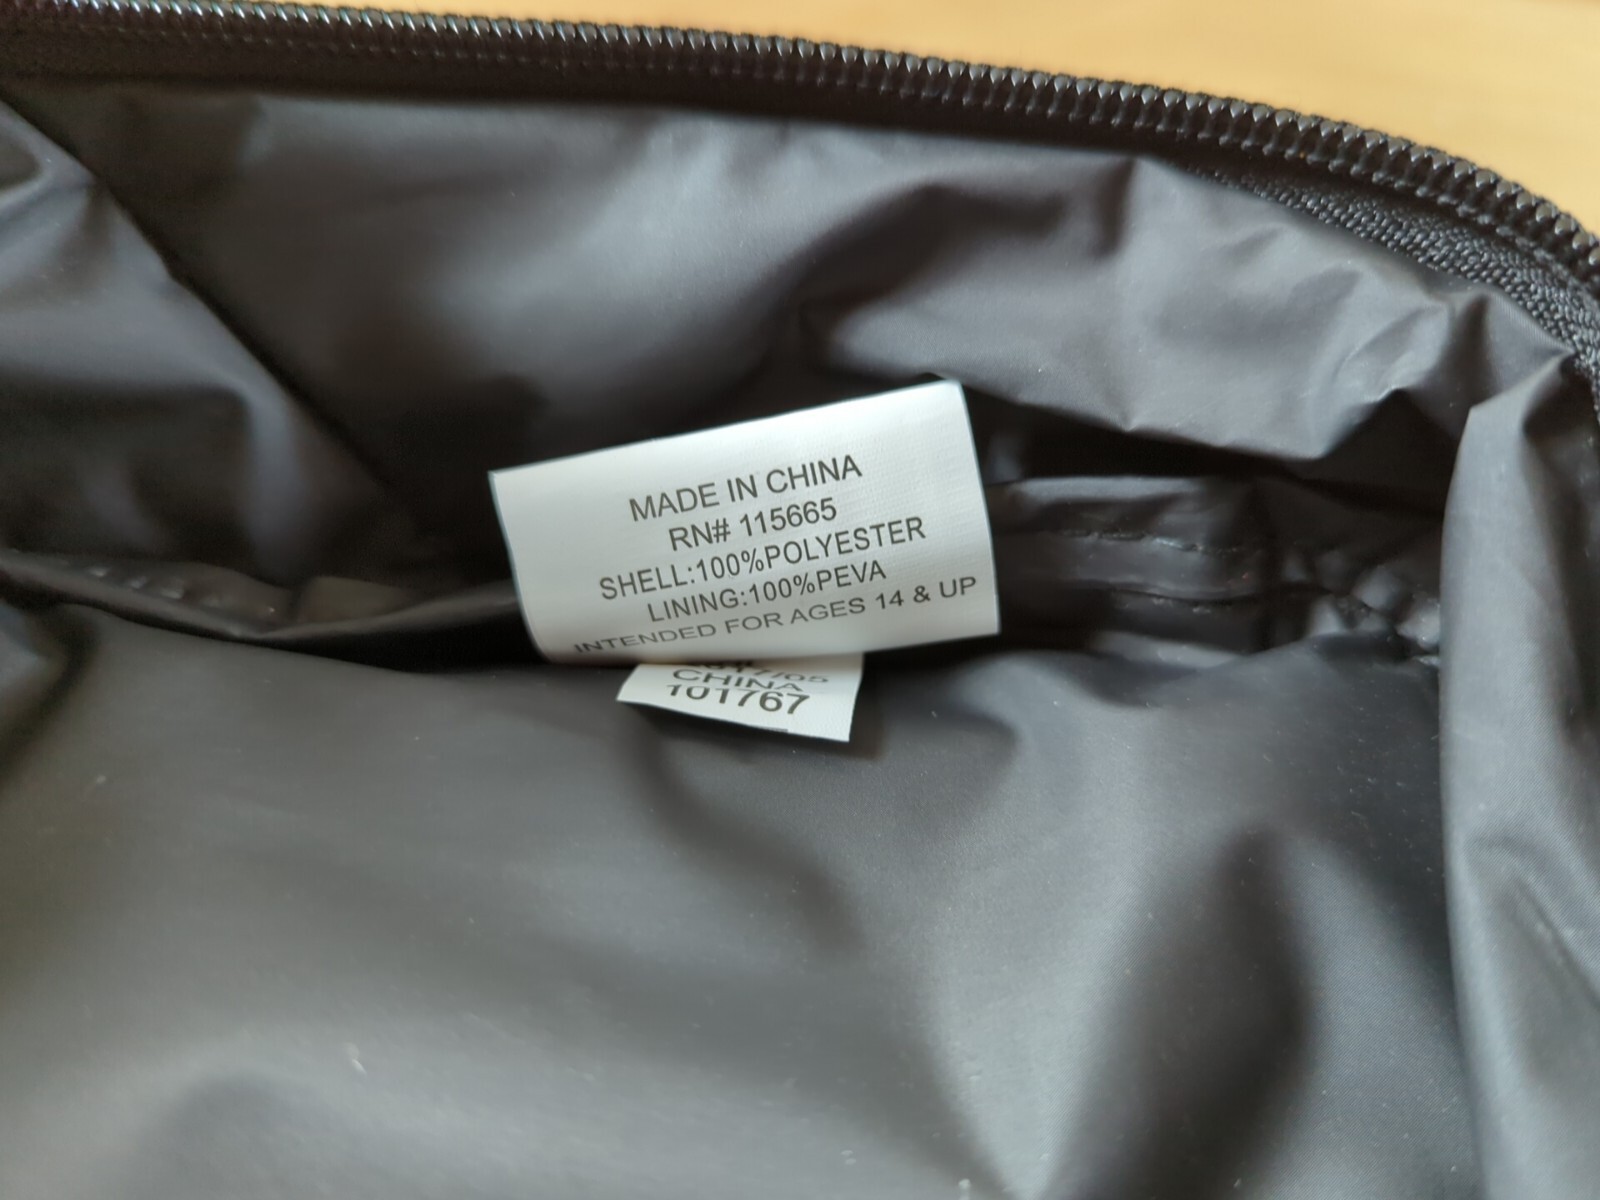 MADE IN CHINA
RN# 115665
SHELL:100%POLYESTER
LINING:100%PEVA
INTENDED FOR AGES 14 & UP
CHINA
101767